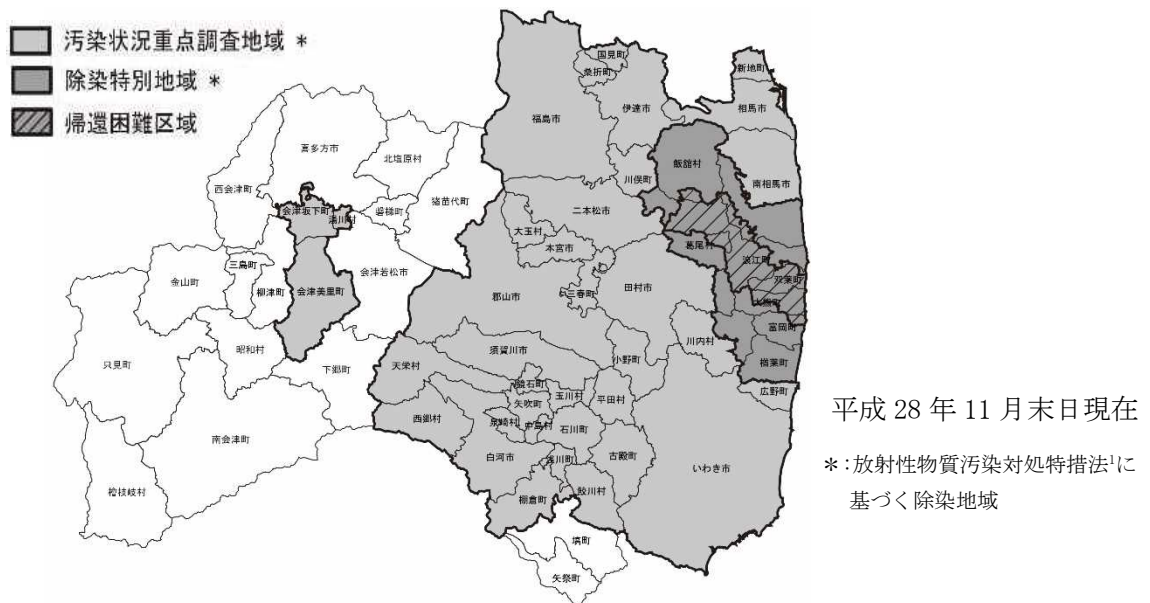 汚染状況重点調査地域 *
除染特別地域 *
帰還困難区域
国見町
桑折町
新地町
相馬市
伊達市
福島市
飯舘村
川俣町
南相馬市
喜多方市
北塩原村
西会津町
猪苗代町
磐梯町
会津坂下町
湯川村
二本松市
大玉村
本宮市
葛尾村
浪江町
双葉町
大熊町
三島町
金山町
柳津町
会津美里町
会津若松市
郡山市
三春町
田村市
富岡町
川内村
楢葉町
昭和村
只見町
下郷町
天栄村
須賀川市
小野町
広野町
鏡石町
矢吹町
玉川村
平田村
西郷村
泉崎村
中島村
石川町
南会津町
白河市
浅川町
古殿町
いわき市
檜枝岐村
棚倉町
鮫川村
塙町
矢祭町
平成 28 年 11 月末日現在
*:放射性物質汚染対処特措法1に
基づく除染地域